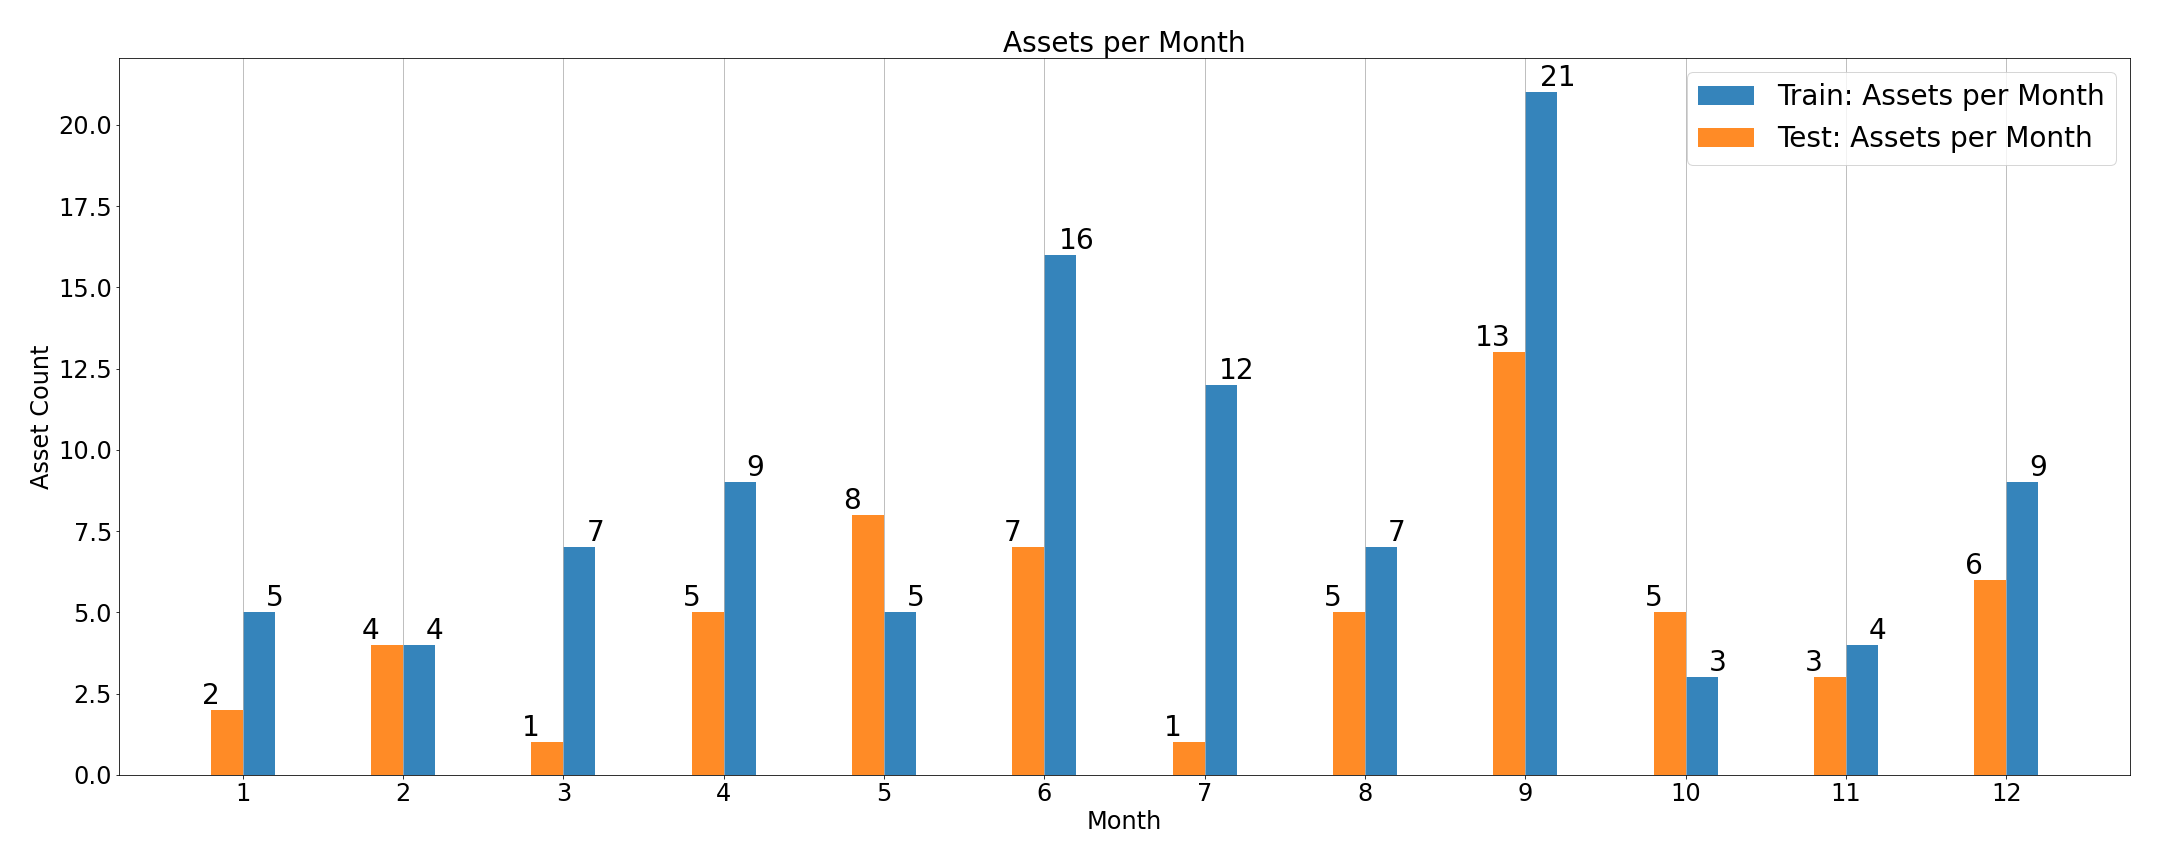 Assets per Month
Train: Assets per Month
Test: Assets per Month
Asset Count
20.0
17.5
15.0
12.5
10.0
7.5
5.0
2.5
0.0
2 5 4 4 1 7 5 9 8 5 7 16 1 12 5 7 13 21 5 3 3 4 6 9
1 2 3 4 5 6 7 8 9 10 11 12
Month